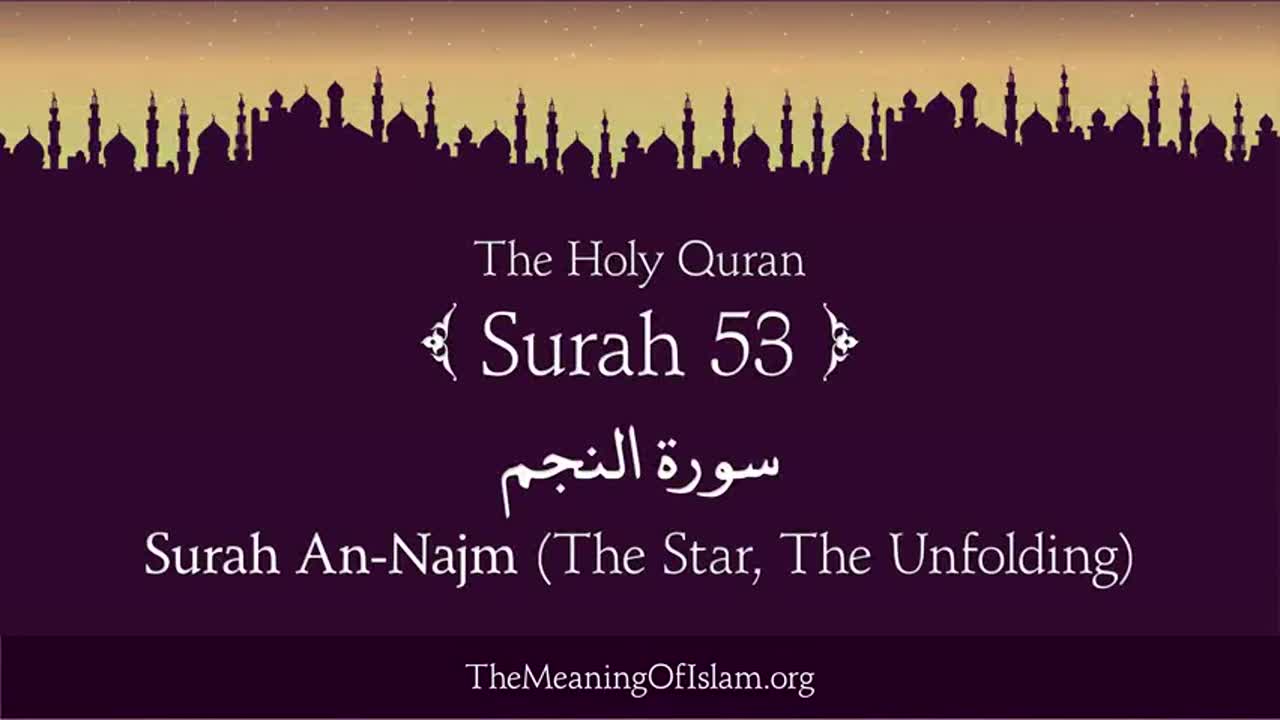 The Holy Quran
Surah 53
سورة النجم
Surah An-Najm (The Star, The Unfolding)
TheMeaningOfIslam.org